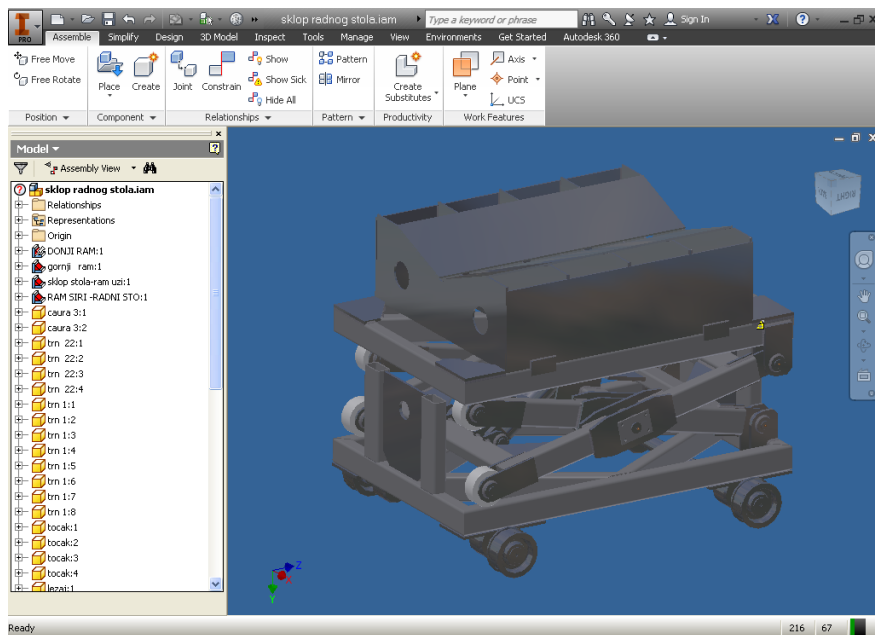 PRO
sklop radnog stola.iam
Type a keyword or phrase
Sign In
Assemble Simplify Design 3D Model Inspect Tools Manage View Environments Get Started Autodesk 360
Free Move
Free Rotate
Position
Place
Create
Component
Joint
Constrain
Show
Show Sick
Hide All
Relationships
Pattern
Mirror
Pattern
Create
Substitutes
Productivity
Plane
Axis
Point
UCS
Work Features
Model
Assembly View
sklop radnog stola.iam
Relationships
Representations
Origin
DONJI RAM:1
gornji ram:1
sklop stola-ram uzi:1
RAM SIRI -RADNI STO:1
caura 3:1
caura 3:2
trn 22:1
trn 22:2
trn 22:3
trn 22:4
trn 1:1
trn 1:2
trn 1:3
trn 1:4
trn 1:5
trn 1:6
trn 1:7
trn 1:8
tocak:1
tocak:2
tocak:3
tocak:4
lezaj:1
RIGHT
Z
X
Y
Ready
216 67